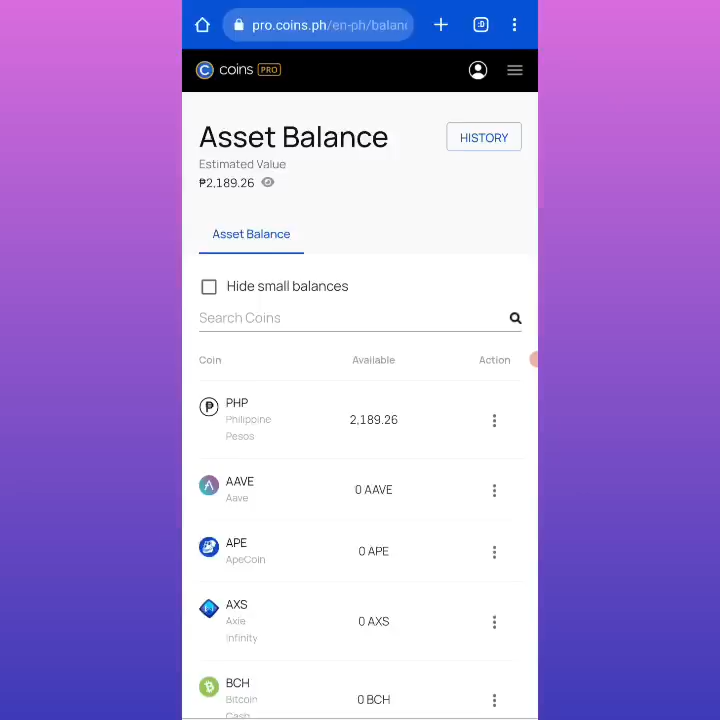 :D
pro.coins.ph/en-ph/balan
coins PRO
Asset Balance
HISTORY
Estimated Value
₱2,189.26
Asset Balance
Hide small balances
Search Coins
Coin Available Action
PHP
Philippine
Pesos
2,189.26
AAVE
Aave
0 AAVE
APE
ApeCoin
0 APE
AXS
Axie
Infinity
0 AXS
BCH
Bitcoin
Cash
0 BCH